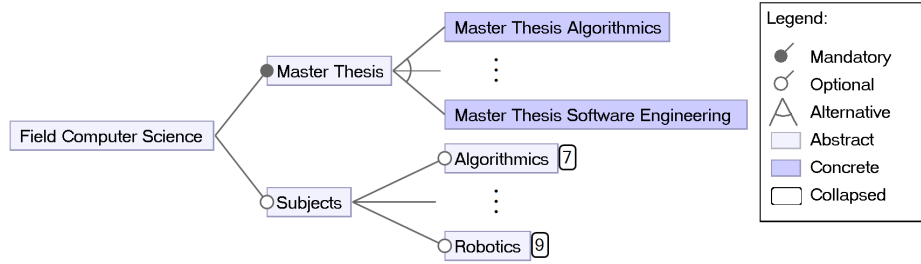 Field Computer Science
Master Thesis
Master Thesis Algorithmics
Master Thesis Software Engineering
Subjects
Algorithmics 7
Robotics 9
Legend:
Mandatory
Optional
Alternative
Abstract
Concrete
Collapsed